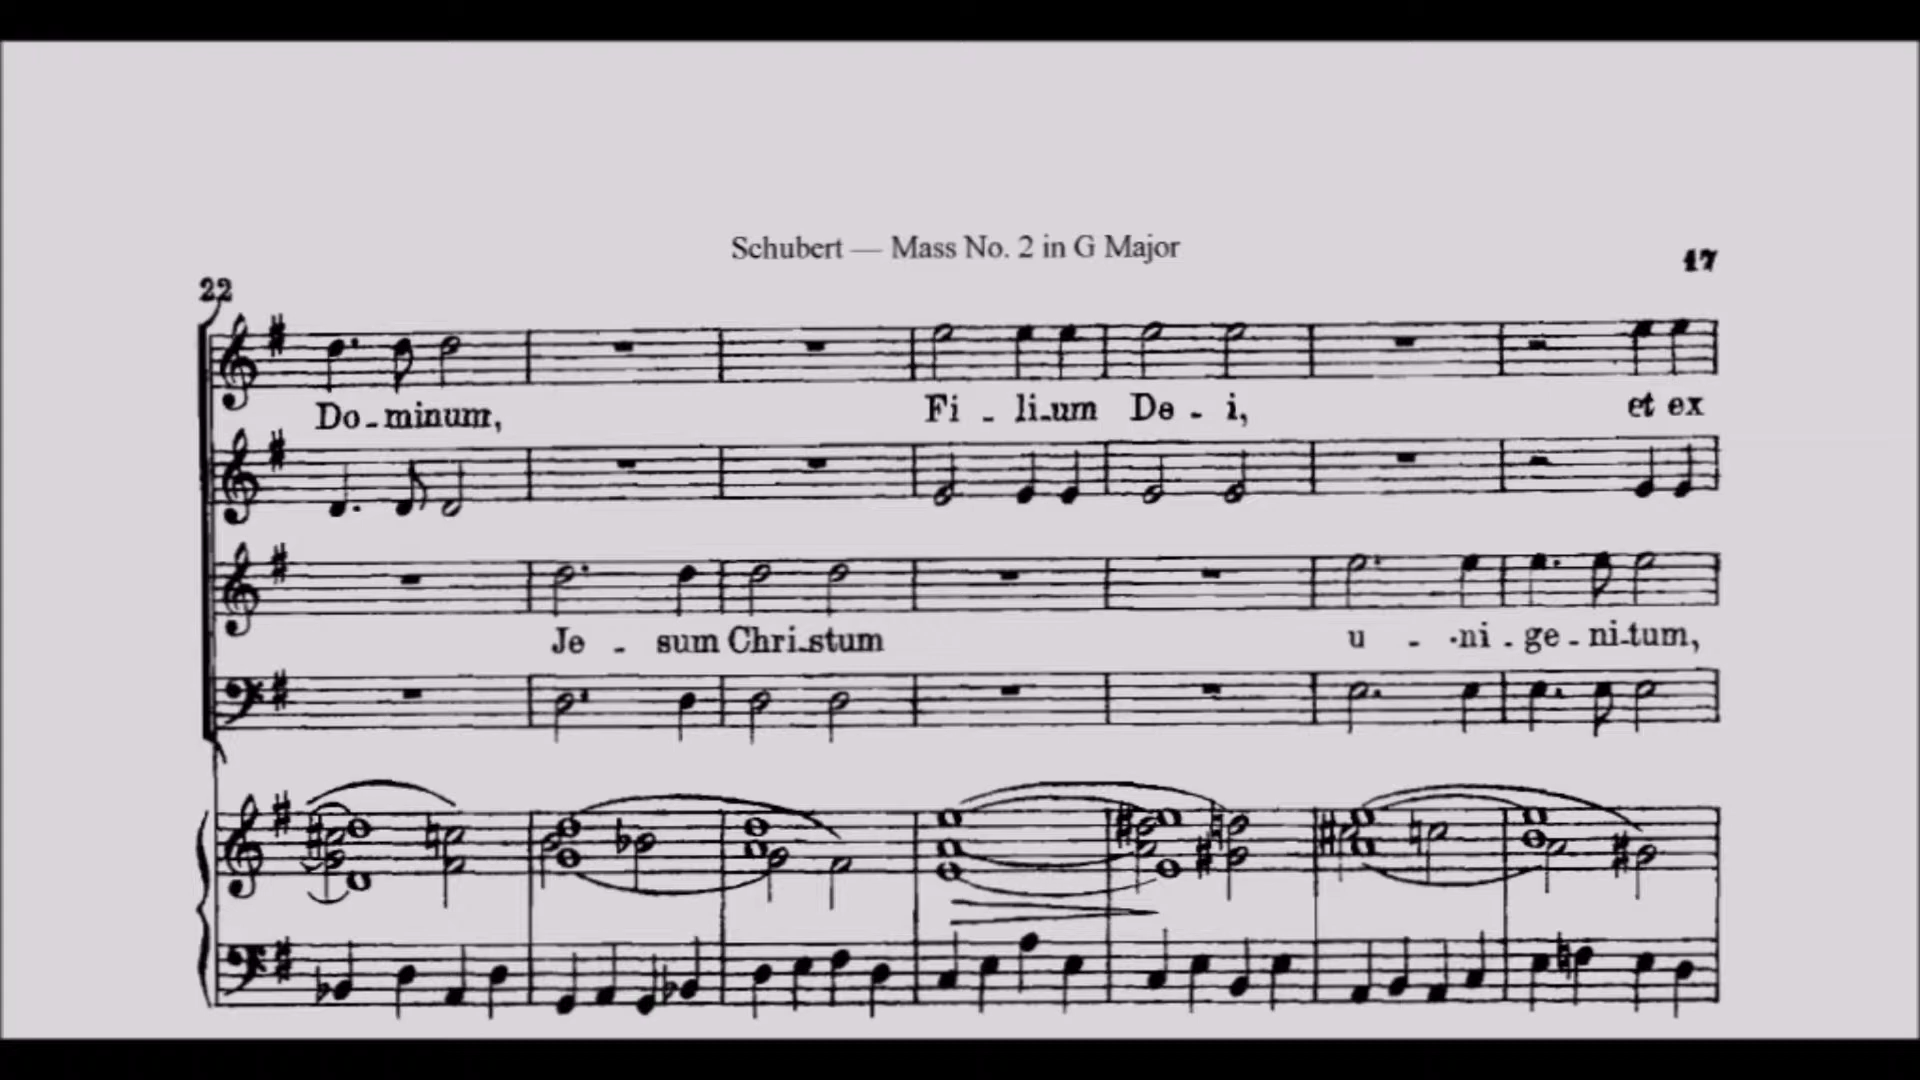 Schubert — Mass No. 2 in G Major
17
22
Do - minum, Fi - li-um De - i, et ex
Je - sum Chri-stum u - ni - ge - ni-tum,